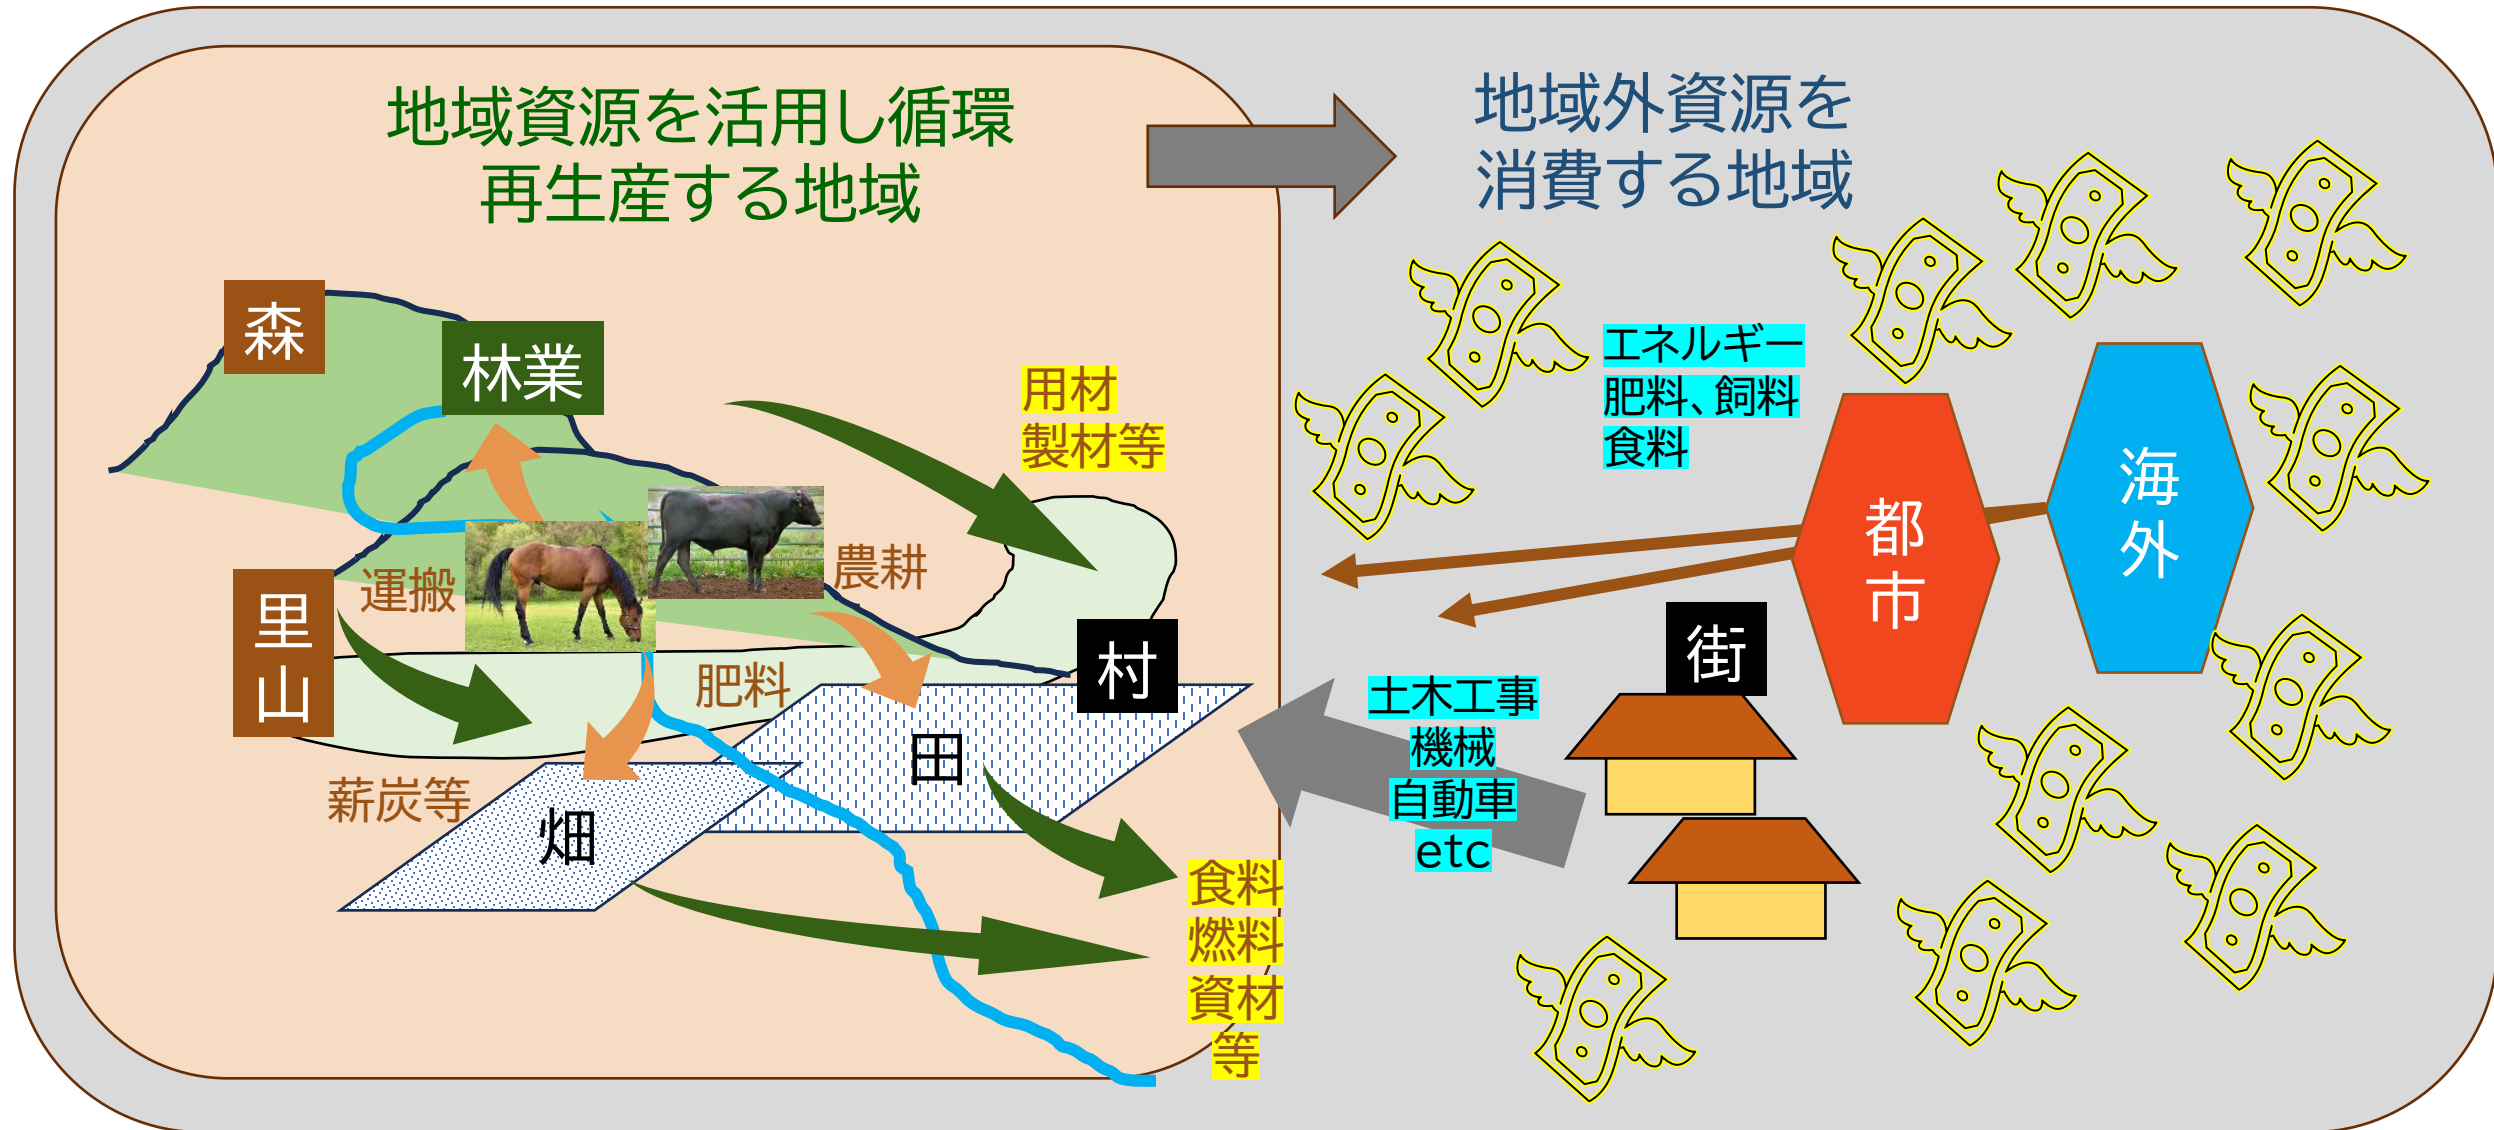 地域資源を活用し循環
再生産する地域
地域外資源を
消費する地域
森
林業
用材
製材等
エネルギー
肥料、飼料
食料
海外
都市
運搬
農耕
里山
街
村
肥料
土木工事
機械
自動車
etc
田
薪炭等
畑
食料
燃料
資材
等